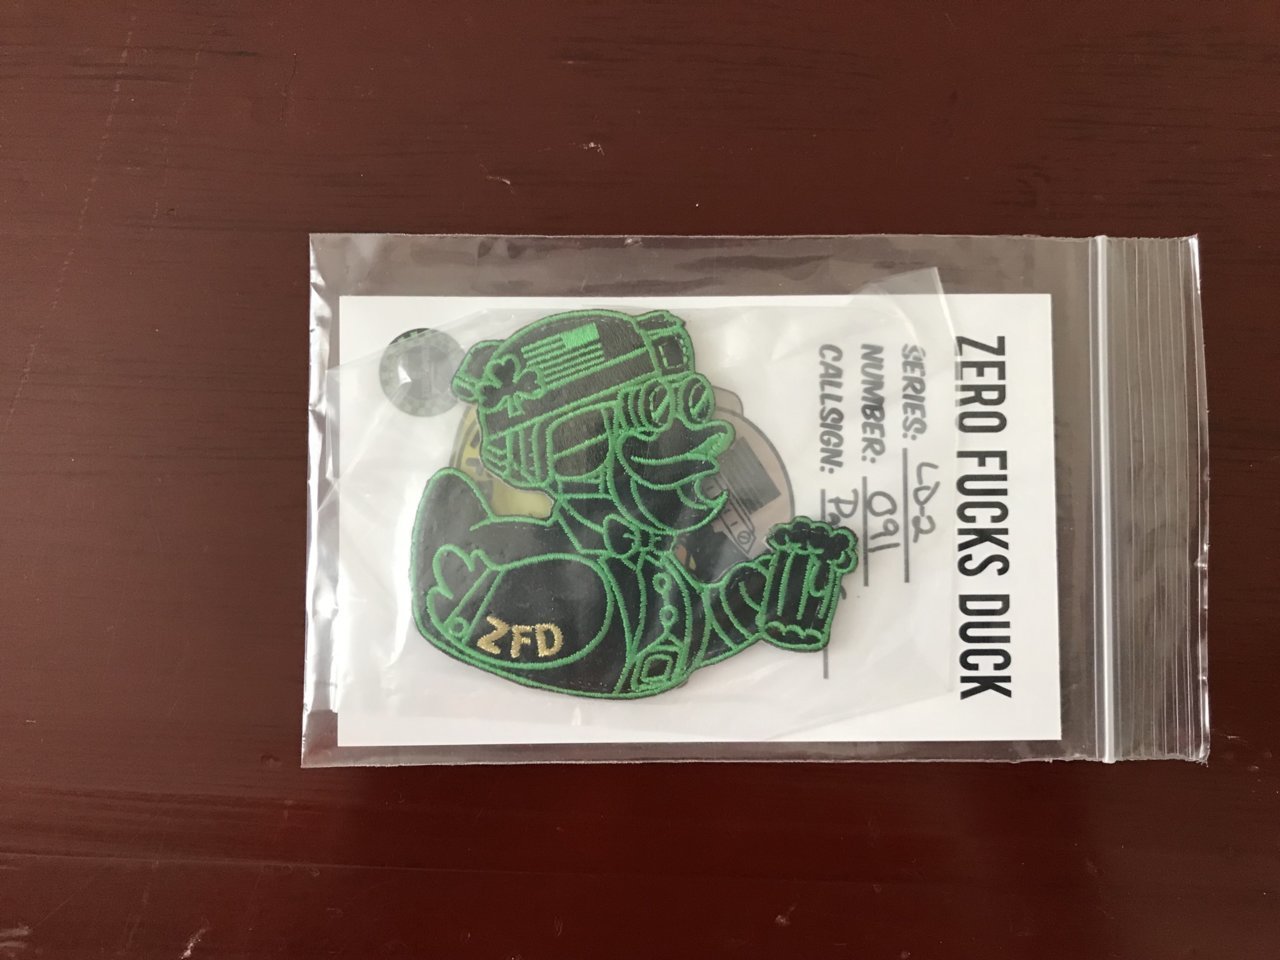 ZERO FUCKS DUCK
SERIES: LD-2
NUMBER: 091
CALLSIGN:
ZFD